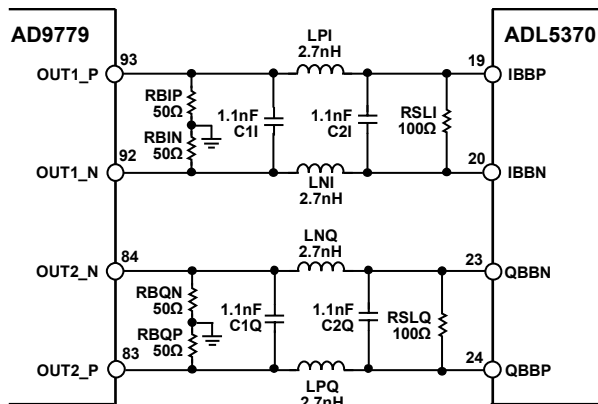 AD9779
ADL5370
LPI
2.7nH
OUT1_P
93
19
IBBP
RBIP
50Ω
RBIN
50Ω
1.1nF
C1I
1.1nF
C2I
RSLI
100Ω
OUT1_N
92
20
IBBN
LNI
2.7nH
LNQ
2.7nH
OUT2_N
84
23
QBBN
RBQN
50Ω
RBQP
50Ω
1.1nF
C1Q
1.1nF
C2Q
RSLQ
100Ω
OUT2_P
83
24
QBBP
LPQ
2.7nH